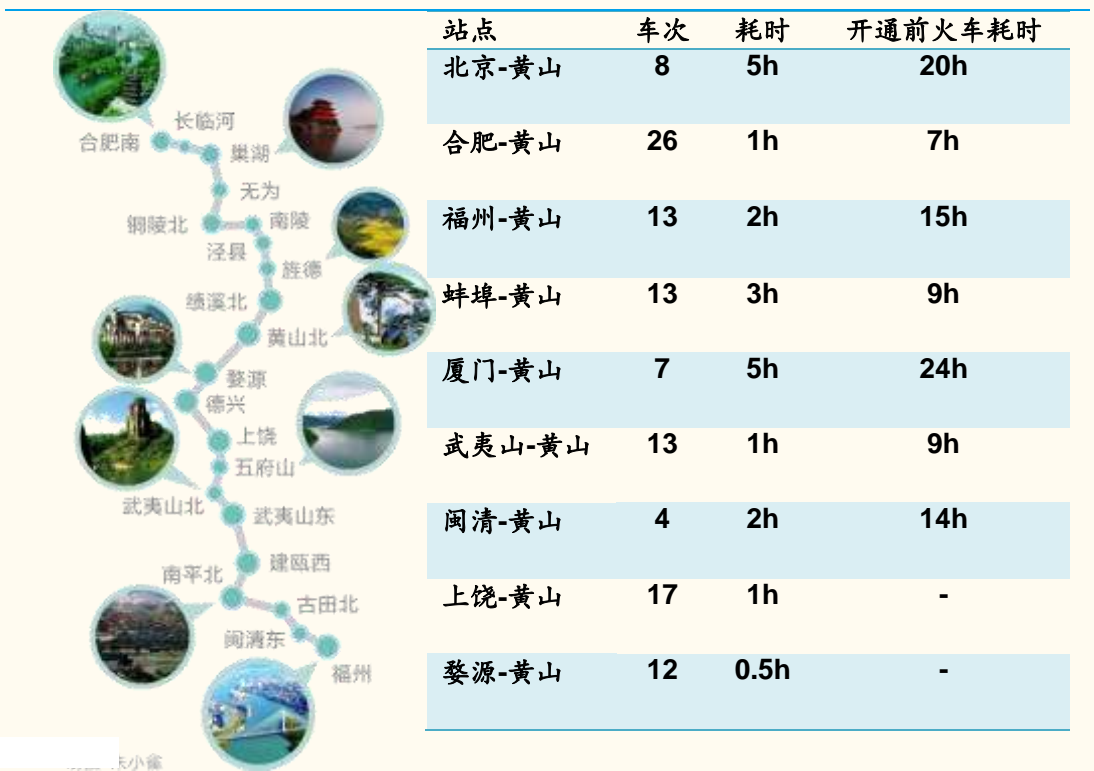 站点 车次 耗时 开通前火车耗时
北京-黄山 8 5h 20h
合肥-黄山 26 1h 7h
福州-黄山 13 2h 15h
蚌埠-黄山 13 3h 9h
厦门-黄山 7 5h 24h
武夷山-黄山 13 1h 9h
闽清-黄山 4 2h 14h
上饶-黄山 17 1h -
婺源-黄山 12 0.5h -
长临河
合肥南
巢湖
无为
铜陵北
南陵
泾县
旌德
绩溪北
黄山北
婺源
德兴
上饶
五府山
武夷山北
武夷山东
建瓯西
南平北
古田北
闽清东
福州
朱小雀